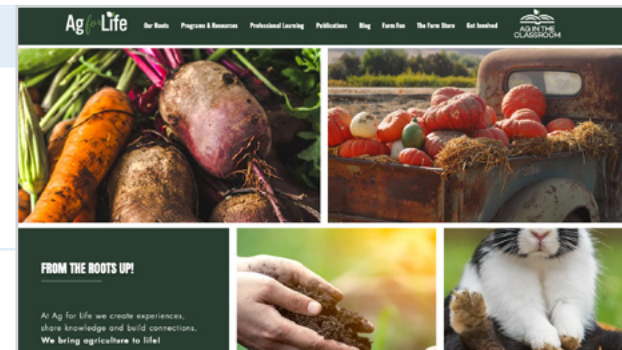 Ag for Life
Our Roots Programs & Resources Professional Learning Publications Blog Farm Fun The Farm Store Get Involved
AG IN THE
CLASSROOM
FROM THE ROOTS UP!
At Ag for Life we create experiences,
share knowledge and build connections.
We bring agriculture to life!